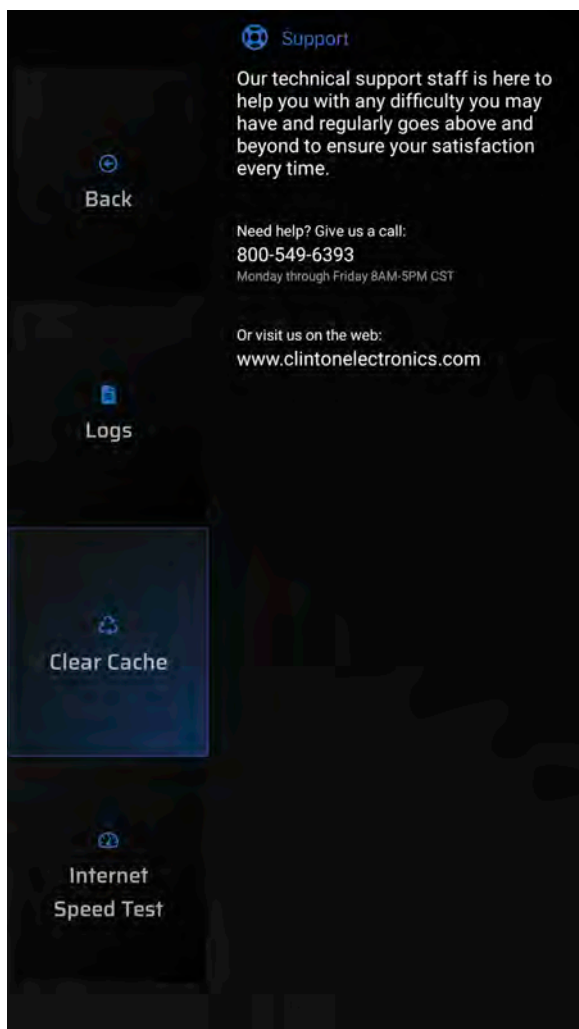 Support
Our technical support staff is here to
help you with any difficulty you may
have and regularly goes above and
beyond to ensure your satisfaction
every time.
Need help? Give us a call:
800-549-6393
Monday through Friday 8AM-5PM CST
Or visit us on the web:
www.clintonelectronics.com
Back
Logs
Clear Cache
Internet
Speed Test